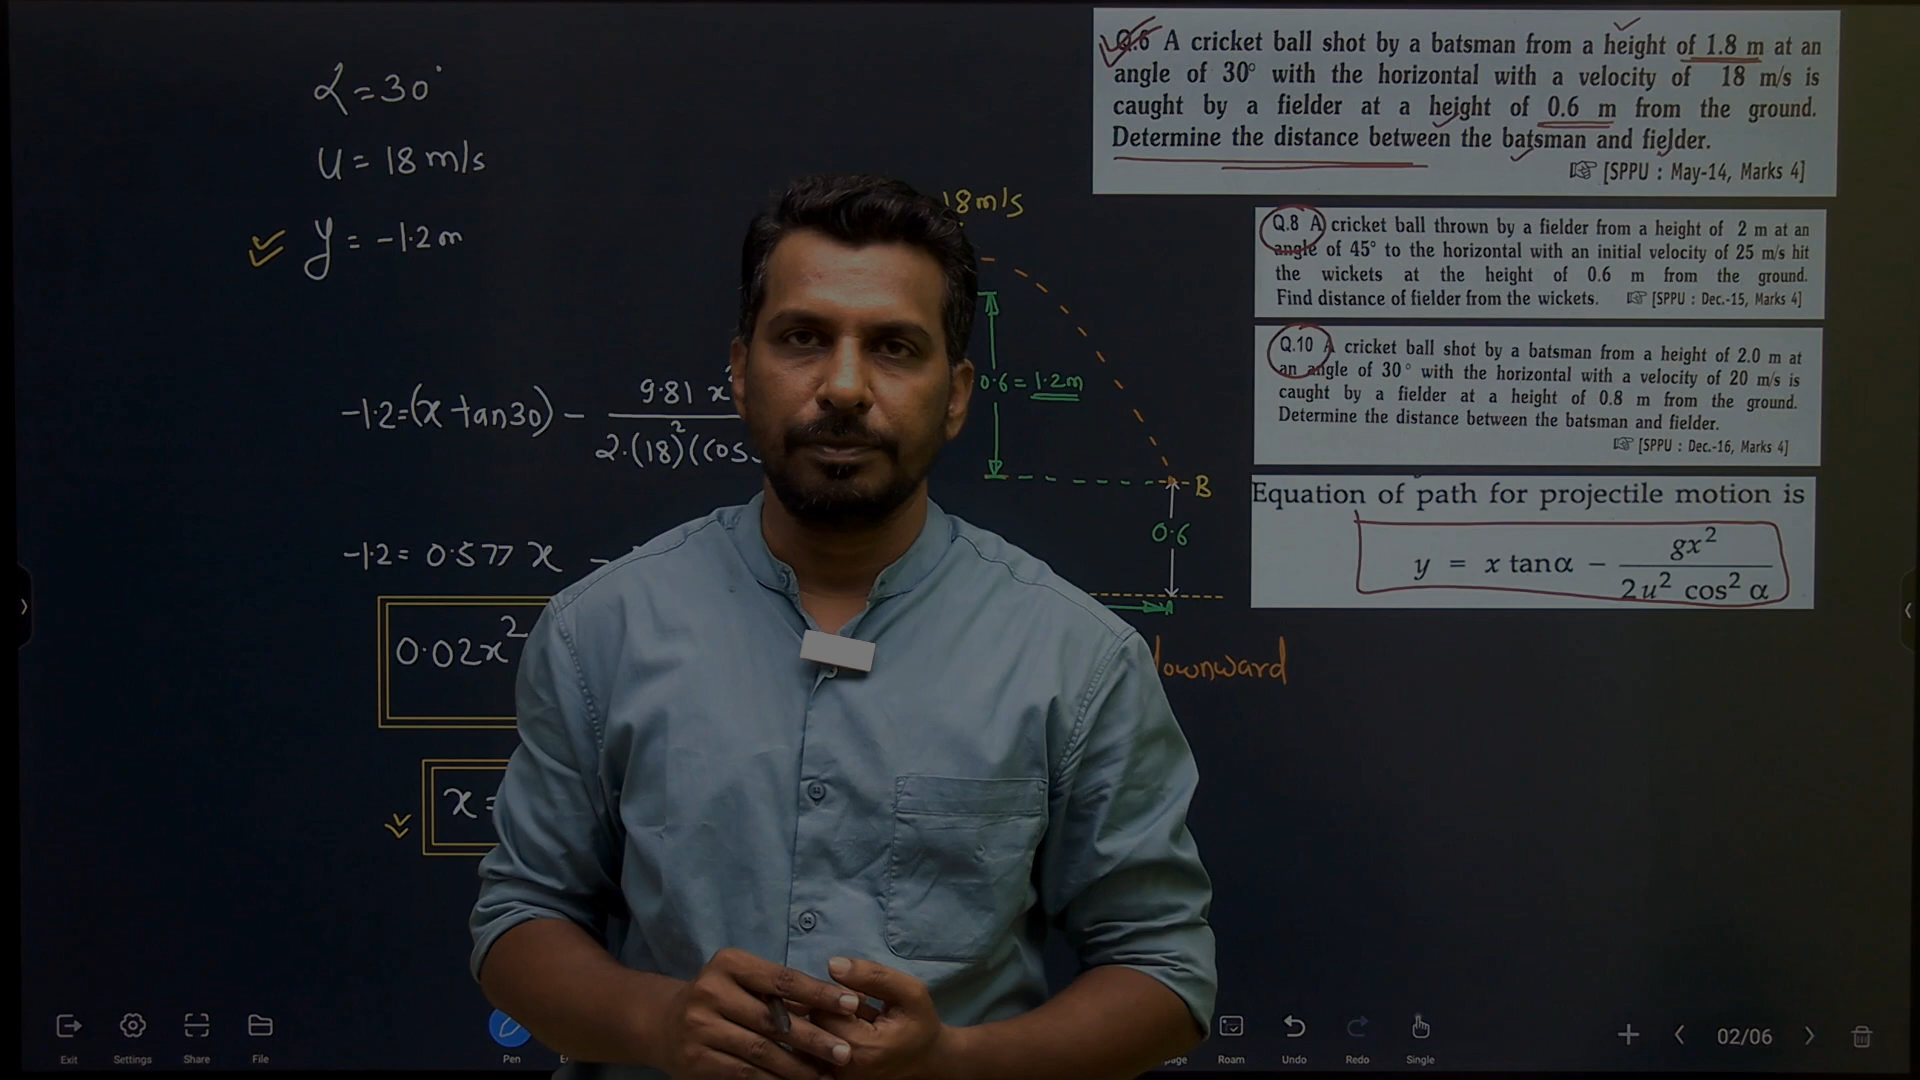 α = 30°
u = 18 m/s
y = -1.2m
-1.2=(x tan30) - 9.81 x²
2.(18)²(cos
-1.2 = 0.577 x -
0.02x²
x =
18m/s
0.6 = 1.2m
B
0.6
downward
Q.6 A cricket ball shot by a batsman from a height of 1.8 m at an
angle of 30° with the horizontal with a velocity of 18 m/s is
caught by a fielder at a height of 0.6 m from the ground.
Determine the distance between the batsman and fielder.
[SPPU : May-14, Marks 4]
Q.8 A cricket ball thrown by a fielder from a height of 2 m at an
angle of 45° to the horizontal with an initial velocity of 25 m/s hit
the wickets at the height of 0.6 m from the ground.
Find distance of fielder from the wickets. [SPPU : Dec.-15, Marks 4]
Q.10 A cricket ball shot by a batsman from a height of 2.0 m at
an angle of 30° with the horizontal with a velocity of 20 m/s is
caught by a fielder at a height of 0.8 m from the ground.
Determine the distance between the batsman and fielder.
[SPPU : Dec.-16, Marks 4]
Equation of path for projectile motion is
y = x tanα - gx²
2u² cos² α
Exit Settings Share File Pen Roam Undo Redo Single
02/06